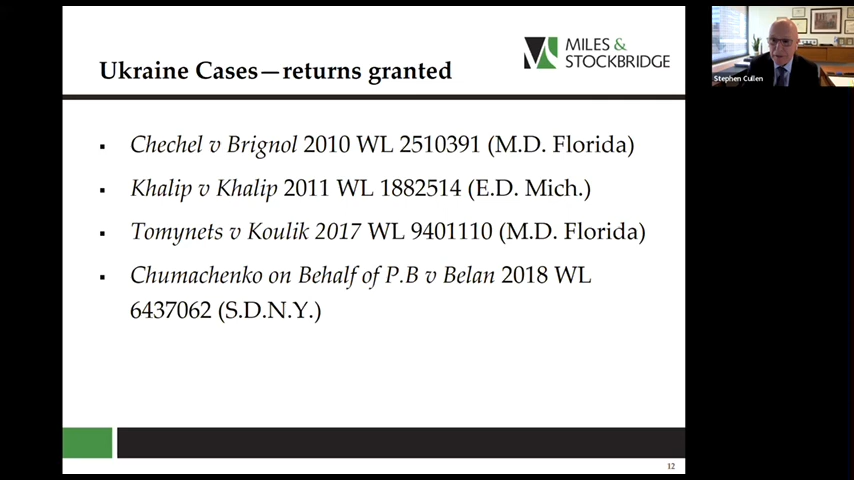 Ukraine Cases—returns granted
MILES &
STOCKBRIDGE
Stephen Cullen
▪ Chechel v Brignol 2010 WL 2510391 (M.D. Florida)
▪ Khalip v Khalip 2011 WL 1882514 (E.D. Mich.)
▪ Tomynets v Koulik 2017 WL 9401110 (M.D. Florida)
▪ Chumachenko on Behalf of P.B v Belan 2018 WL
6437062 (S.D.N.Y.)
12